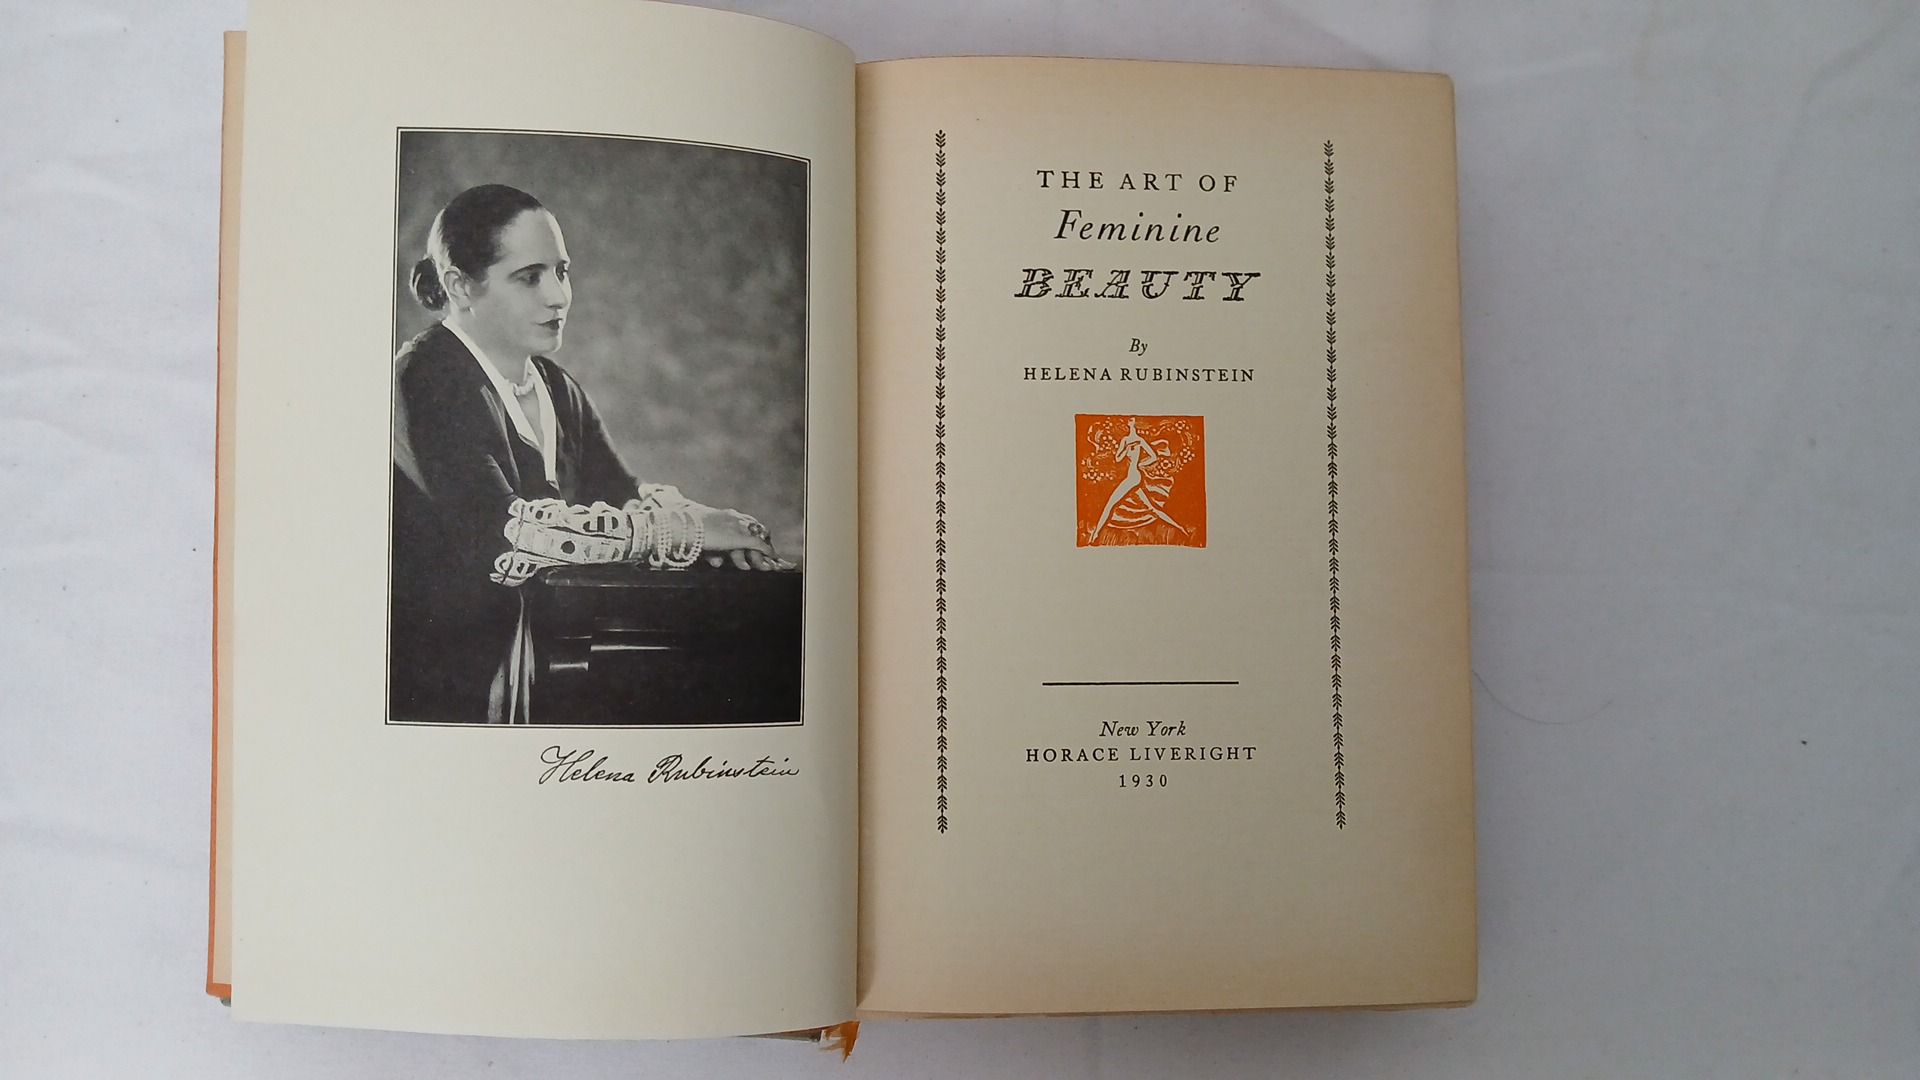 Helena Rubinstein
THE ART OF
Feminine
BEAUTY
By
HELENA RUBINSTEIN
New York
HORACE LIVERIGHT
1930